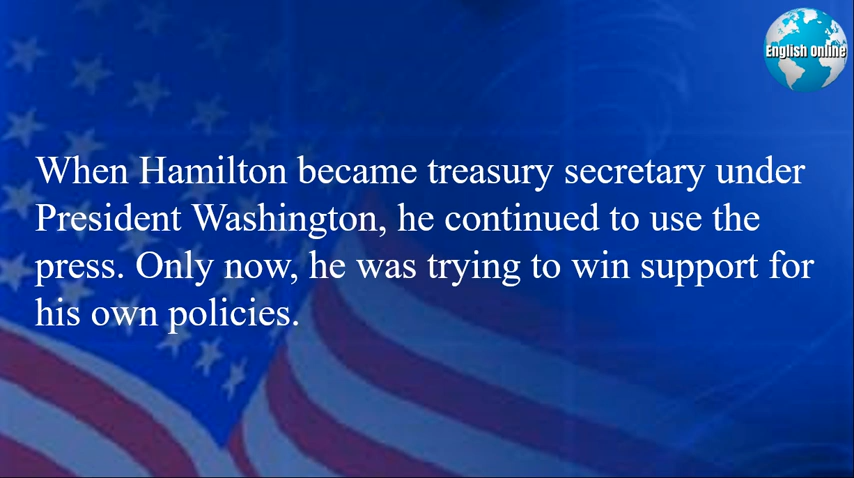 English Online
When Hamilton became treasury secretary under
President Washington, he continued to use the
press. Only now, he was trying to win support for
his own policies.